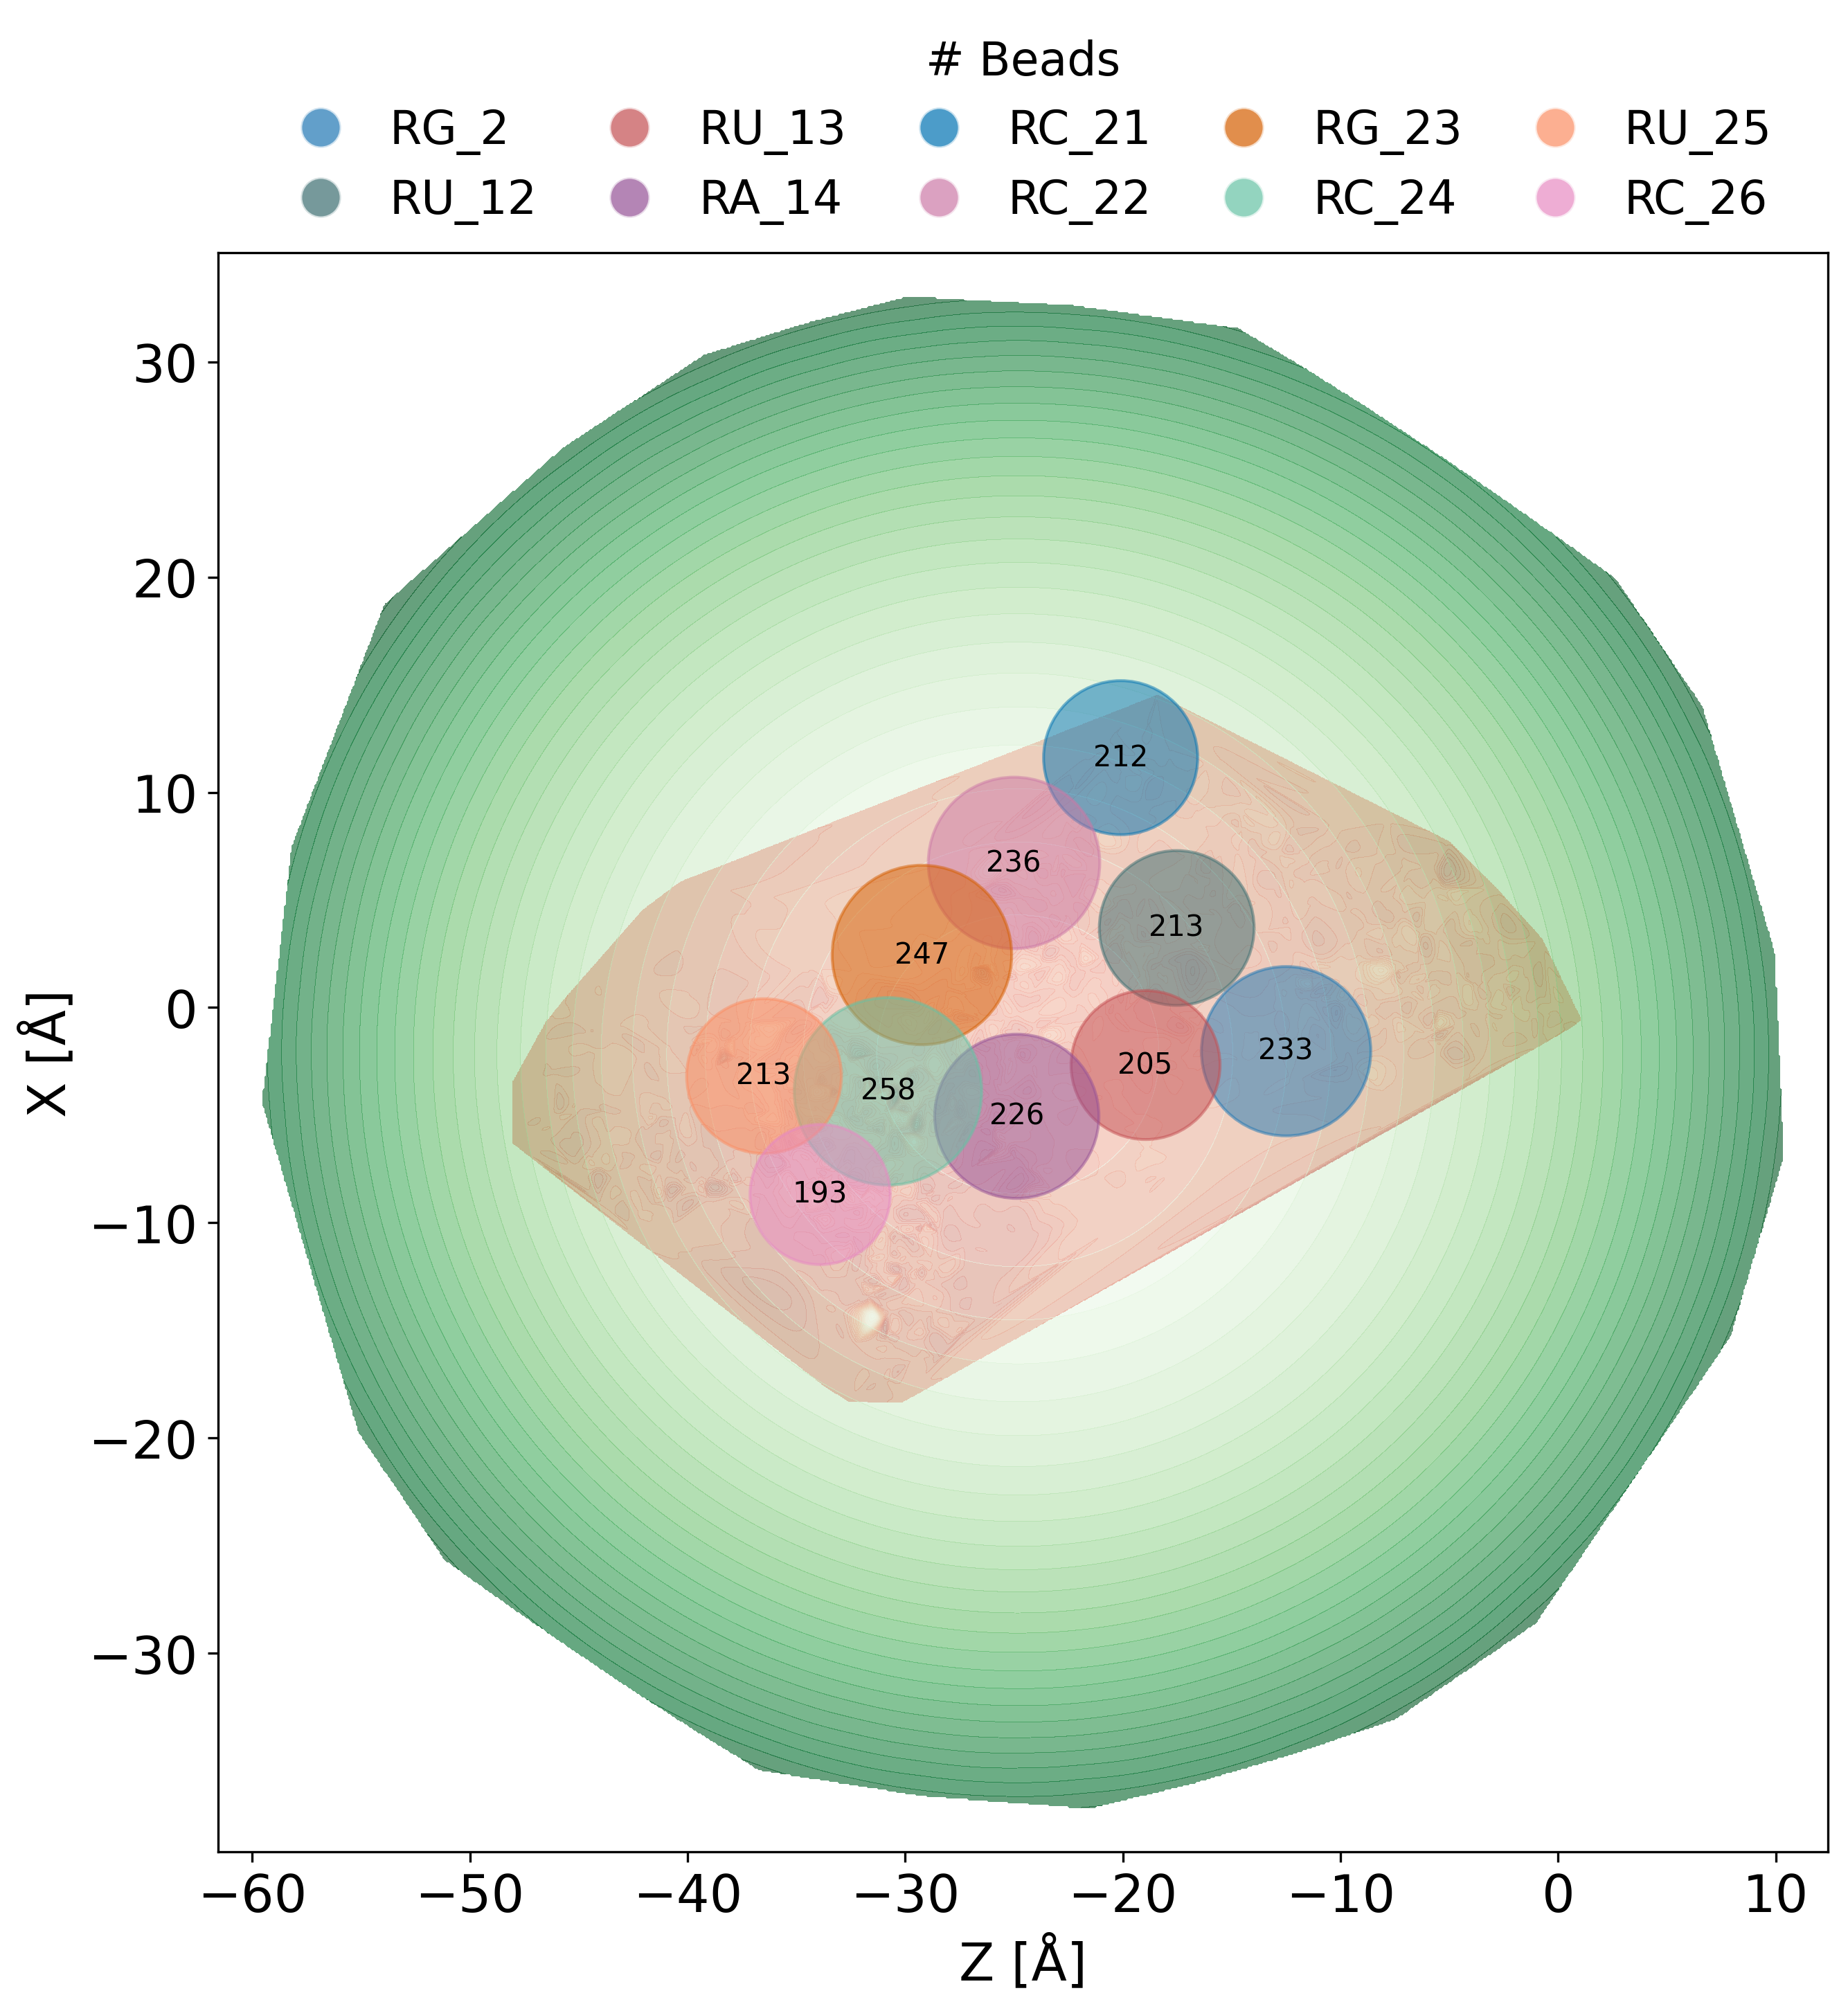 # Beads
RG_2 RU_13 RC_21 RG_23 RU_25
RU_12 RA_14 RC_22 RC_24 RC_26
30
20
10
0
−10
−20
−30
X [Å]
212
236
213
247
233
205
213
258
226
193
−60 −50 −40 −30 −20 −10 0 10
Z [Å]